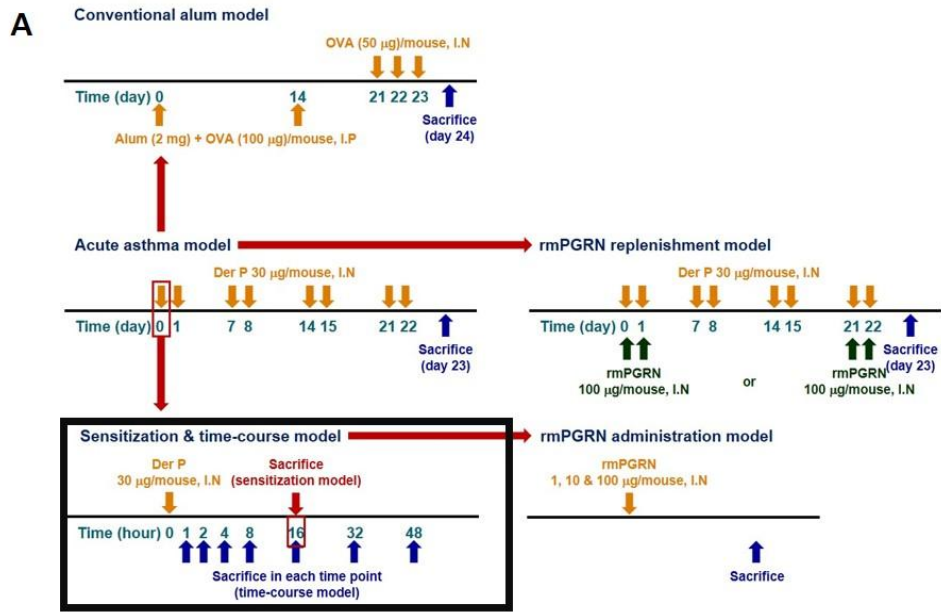 A
Conventional alum model
OVA (50 µg)/mouse, I.N
Time (day) 0 14 21 22 23
Sacrifice
(day 24)
Alum (2 mg) + OVA (100 µg)/mouse, I.P
Acute asthma model
Der P 30 µg/mouse, I.N
Time (day) 0 1 7 8 14 15 21 22
Sacrifice
(day 23)
rmPGRN replenishment model
Der P 30 µg/mouse, I.N
Time (day) 0 1 7 8 14 15 21 22
Sacrifice
(day 23)
rmPGRN
100 µg/mouse, I.N
or
rmPGRN
100 µg/mouse, I.N
Sensitization & time-course model
Der P
30 µg/mouse, I.N
Sacrifice
(sensitization model)
Time (hour) 0 1 2 4 8 16 32 48
Sacrifice in each time point
(time-course model)
rmPGRN administration model
rmPGRN
1, 10 & 100 µg/mouse, I.N
Sacrifice